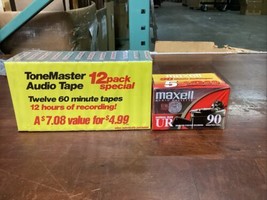 ToneMaster 12 pack
Audio Tape special
Twelve 60 minute tapes
12 hours of recording!
A $7.08 value for $4.99
5
maxell
UR 90